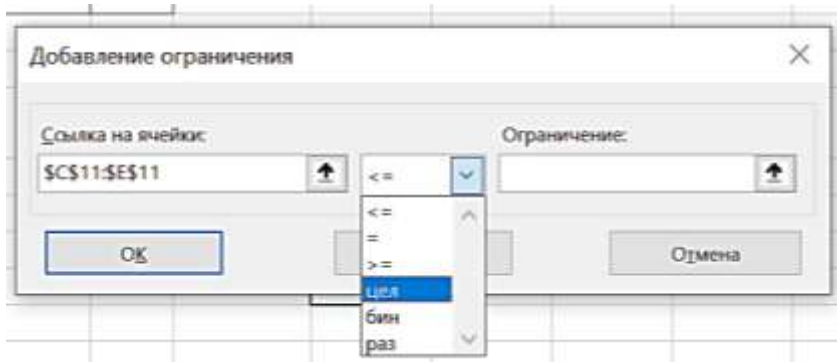 Добавление ограничения
Ссылка на ячейки:
Ограничение:
$C$11:$E$11
<=
<=
=
>=
цел
бин
раз
OK
Отмена